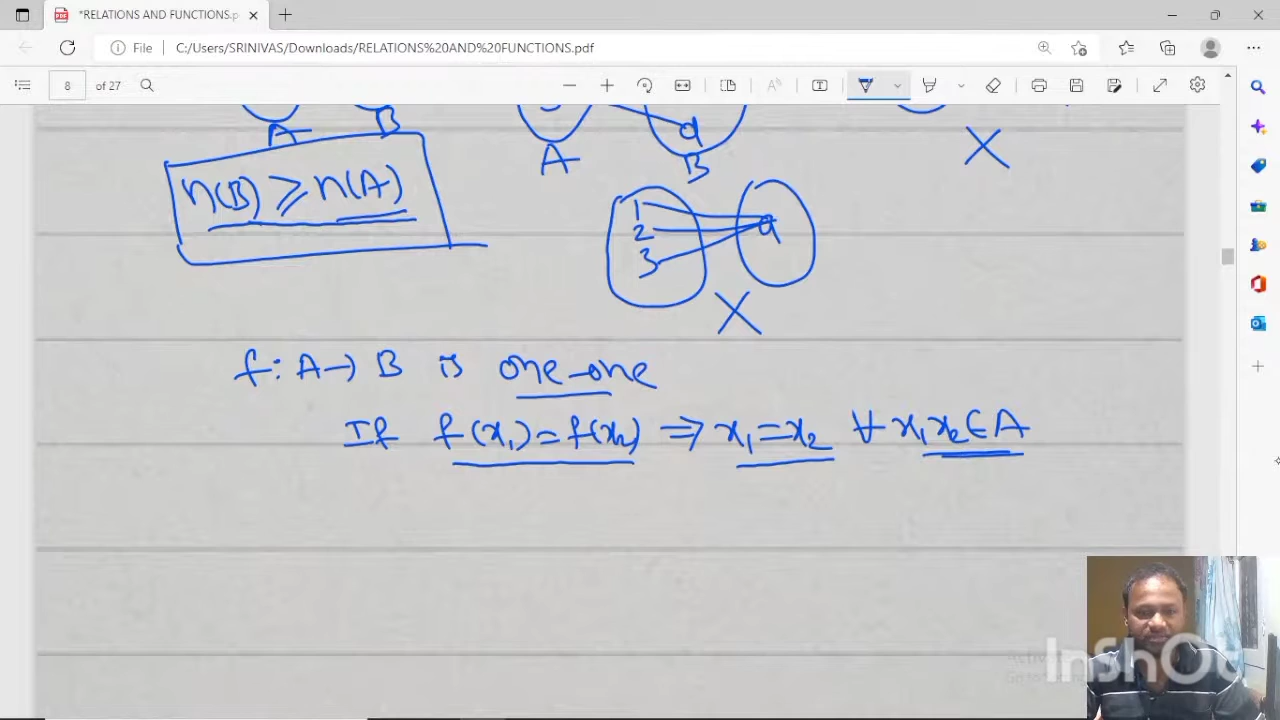 *RELATIONS AND FUNCTIONS.p
File C:/Users/SRINIVAS/Downloads/RELATIONS%20AND%20FUNCTIONS.pdf
8 of 27
A B
A a B X
n(B) ⩾ n(A)
1 a
2
3
X
f: A → B is one-one
If f(x₁) = f(x₂) ⇒ x₁ = x₂ ∀ x₁ x₂ ∈ A
InShOt